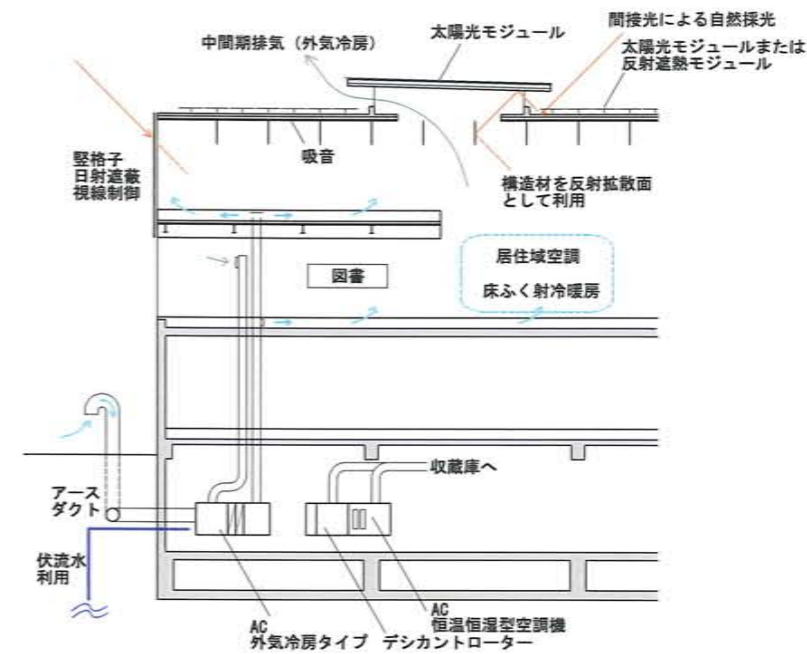 間接光による自然採光
中間期排気（外気冷房）
太陽光モジュール
太陽光モジュールまたは
反射遮熱モジュール
吸音
竪格子
日射遮蔽
視線制御
構造材を反射拡散面
として利用
図書
居住域空調
床ふく射冷暖房
収蔵庫へ
アース
ダクト
伏流水
利用
AC
外気冷房タイプ
デシカントローター
AC
恒温恒湿型空調機